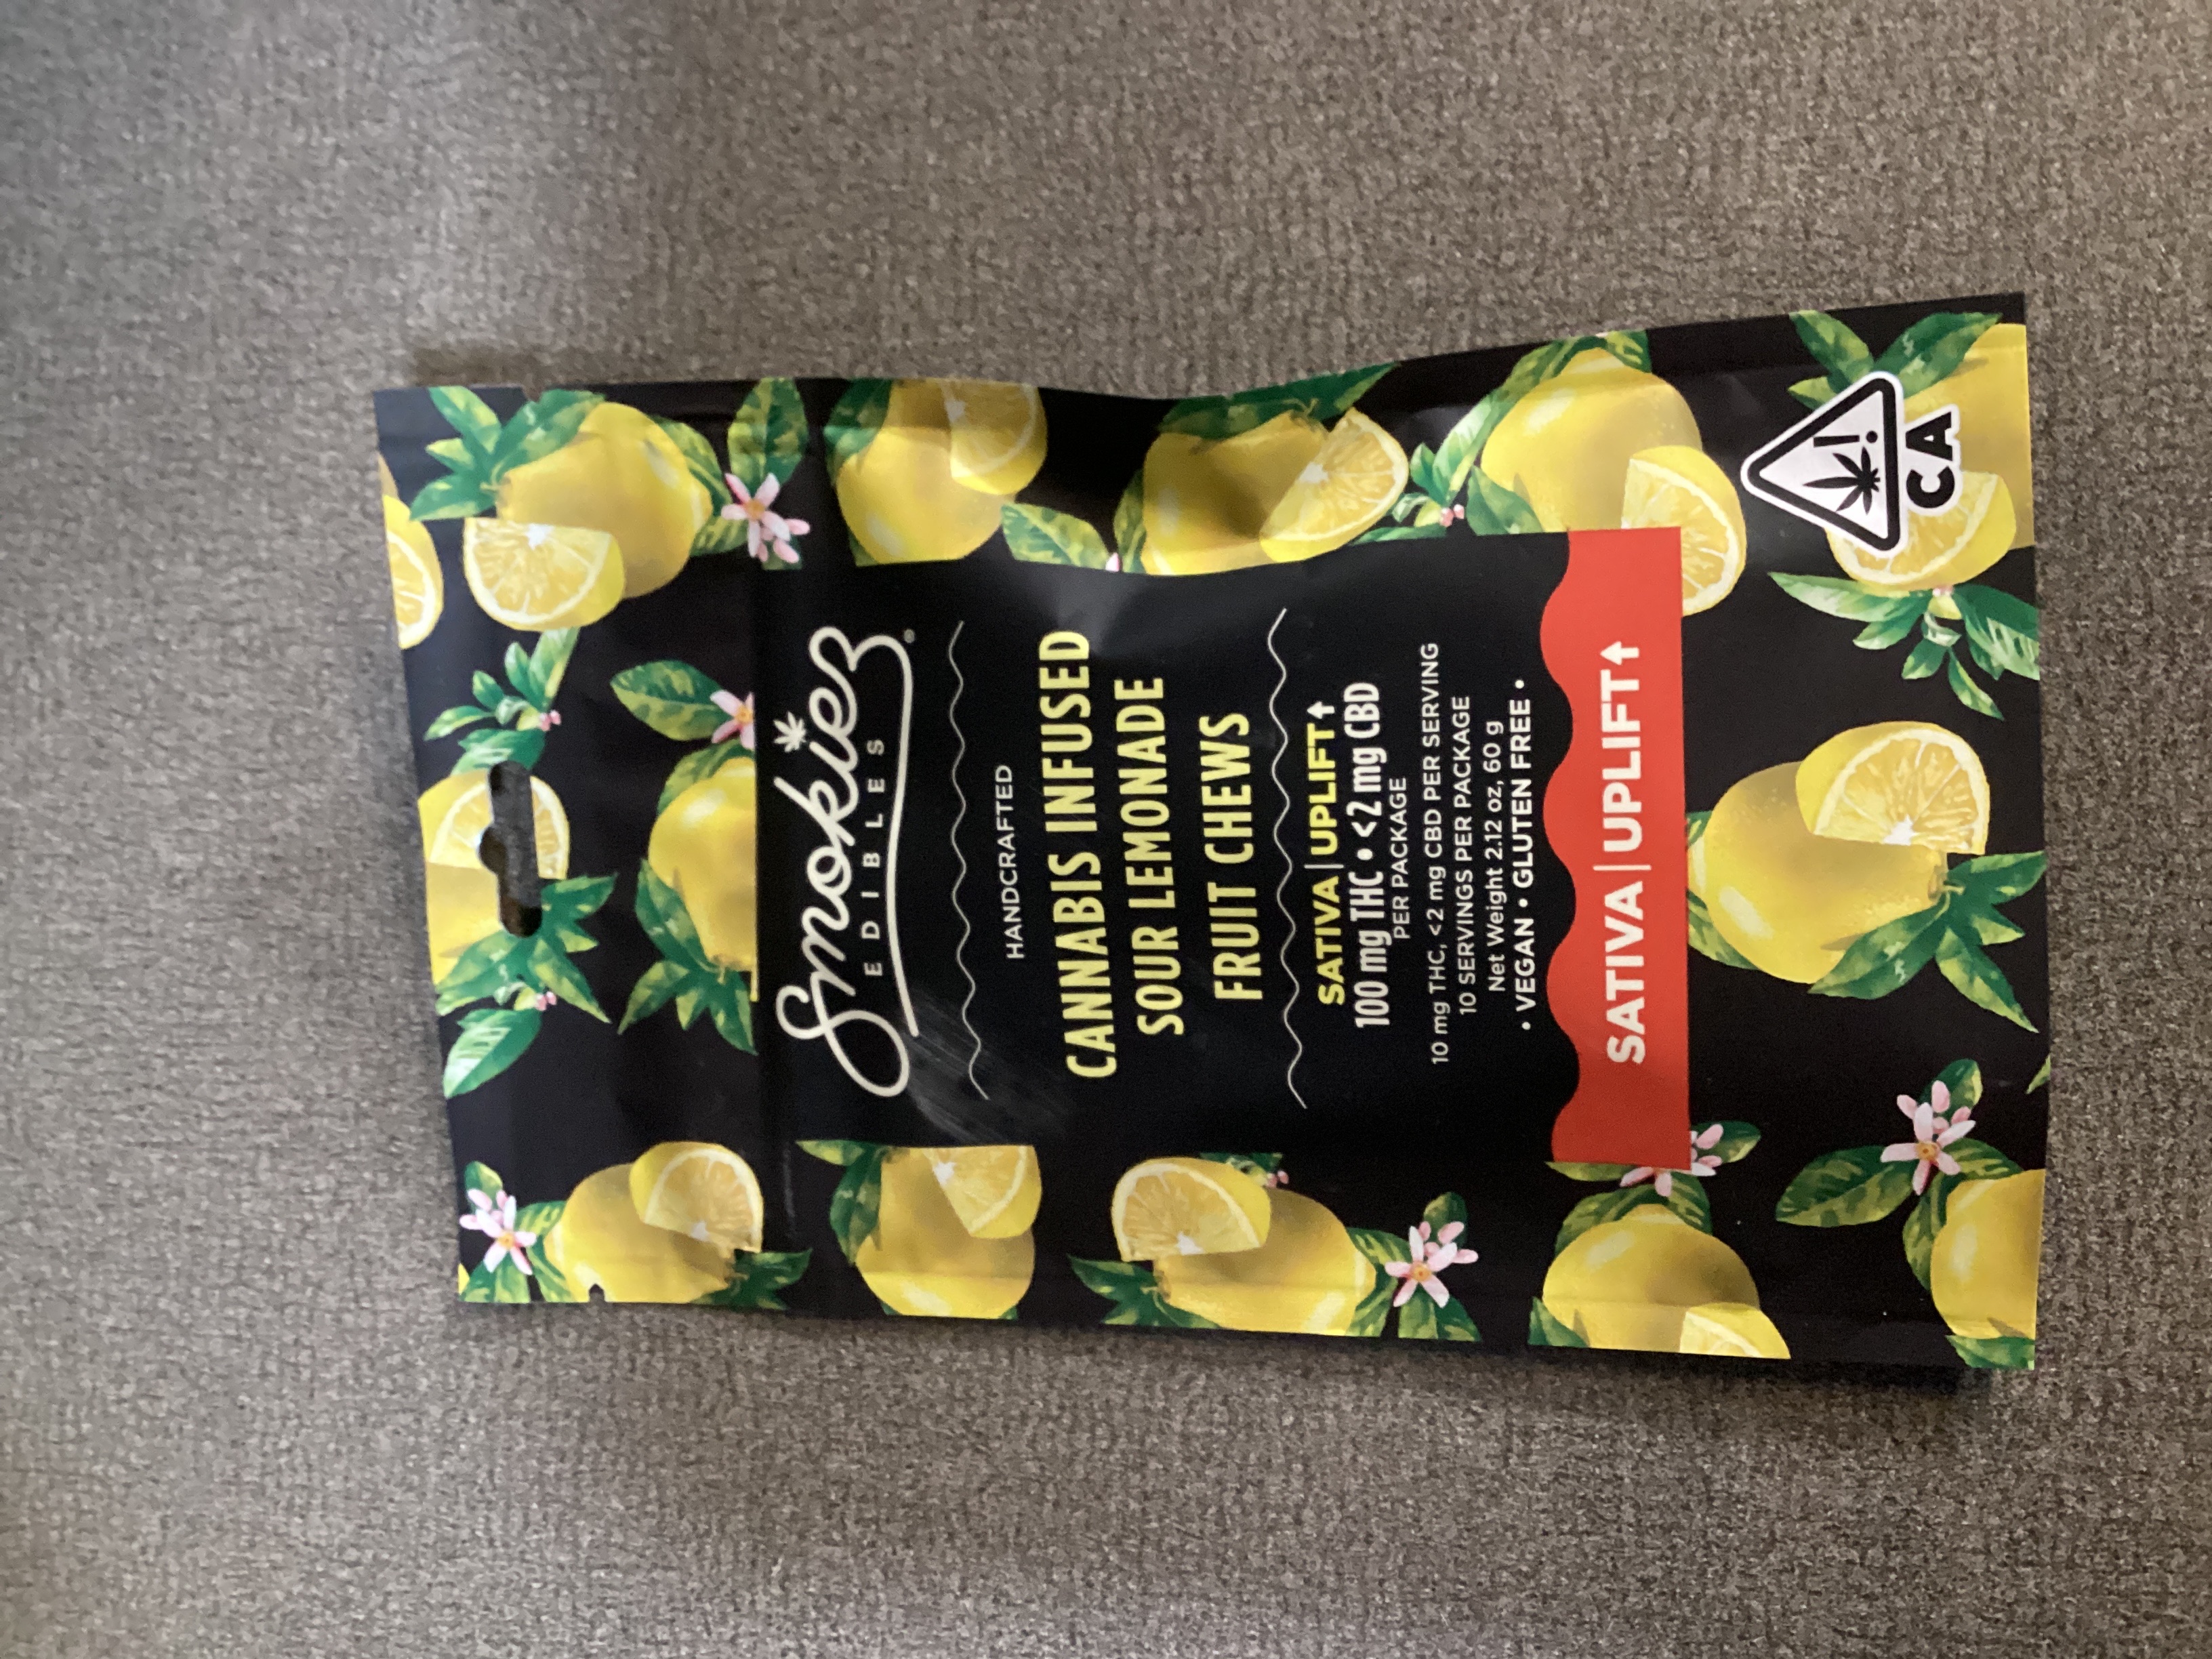 Smokiez®
EDIBLES
HANDCRAFTED
CANNABIS INFUSED
SOUR LEMONADE
FRUIT CHEWS
SATIVA | UPLIFT↑
100 mg THC • <2 mg CBD
PER PACKAGE
10 mg THC, <2 mg CBD PER SERVING
10 SERVINGS PER PACKAGE
Net Weight 2.12 oz, 60 g
• VEGAN • GLUTEN FREE •
SATIVA | UPLIFT↑
!
CA